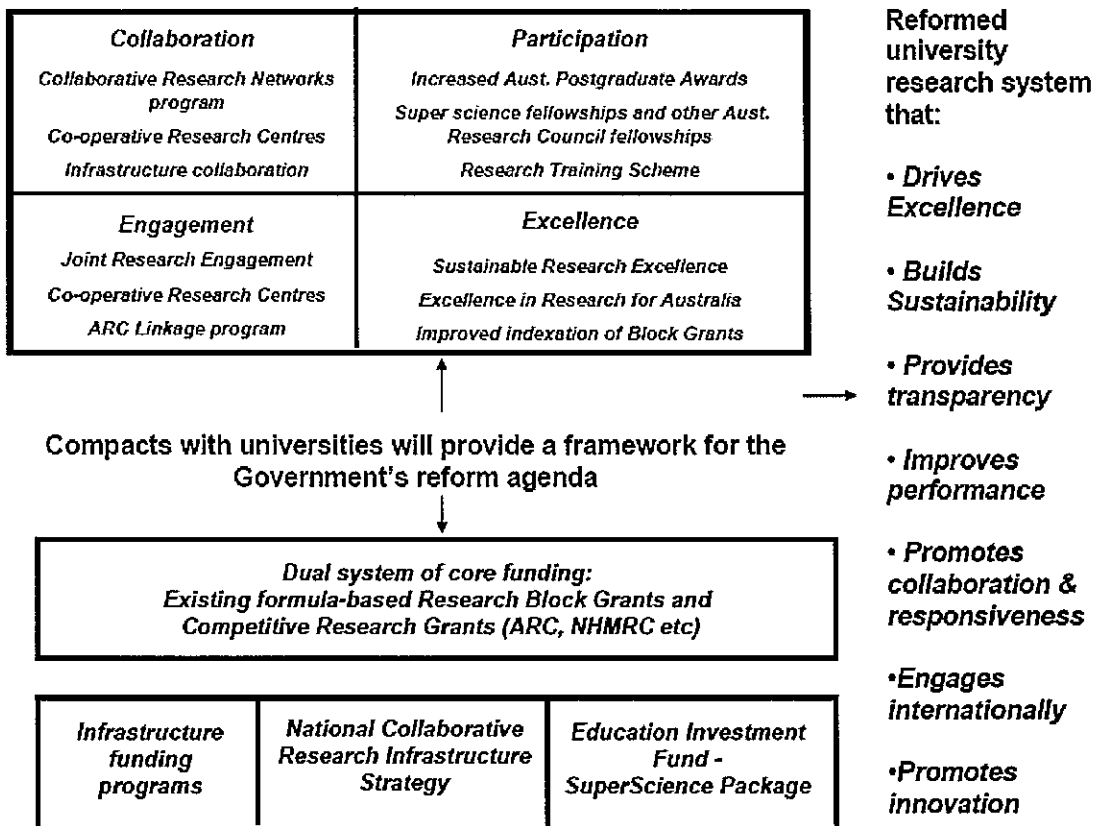 Collaboration
Collaborative Research Networks
program
Co-operative Research Centres
Infrastructure collaboration
Participation
Increased Aust. Postgraduate Awards
Super science fellowships and other Aust.
Research Council fellowships
Research Training Scheme
Engagement
Joint Research Engagement
Co-operative Research Centres
ARC Linkage program
Excellence
Sustainable Research Excellence
Excellence in Research for Australia
Improved indexation of Block Grants
Compacts with universities will provide a framework for the
Government's reform agenda
Dual system of core funding:
Existing formula-based Research Block Grants and
Competitive Research Grants (ARC, NHMRC etc)
Infrastructure
funding
programs
National Collaborative
Research Infrastructure
Strategy
Education Investment
Fund -
SuperScience Package
Reformed
university
research system
that:
• Drives
Excellence
• Builds
Sustainability
• Provides
transparency
• Improves
performance
• Promotes
collaboration &
responsiveness
•Engages
internationally
•Promotes
innovation